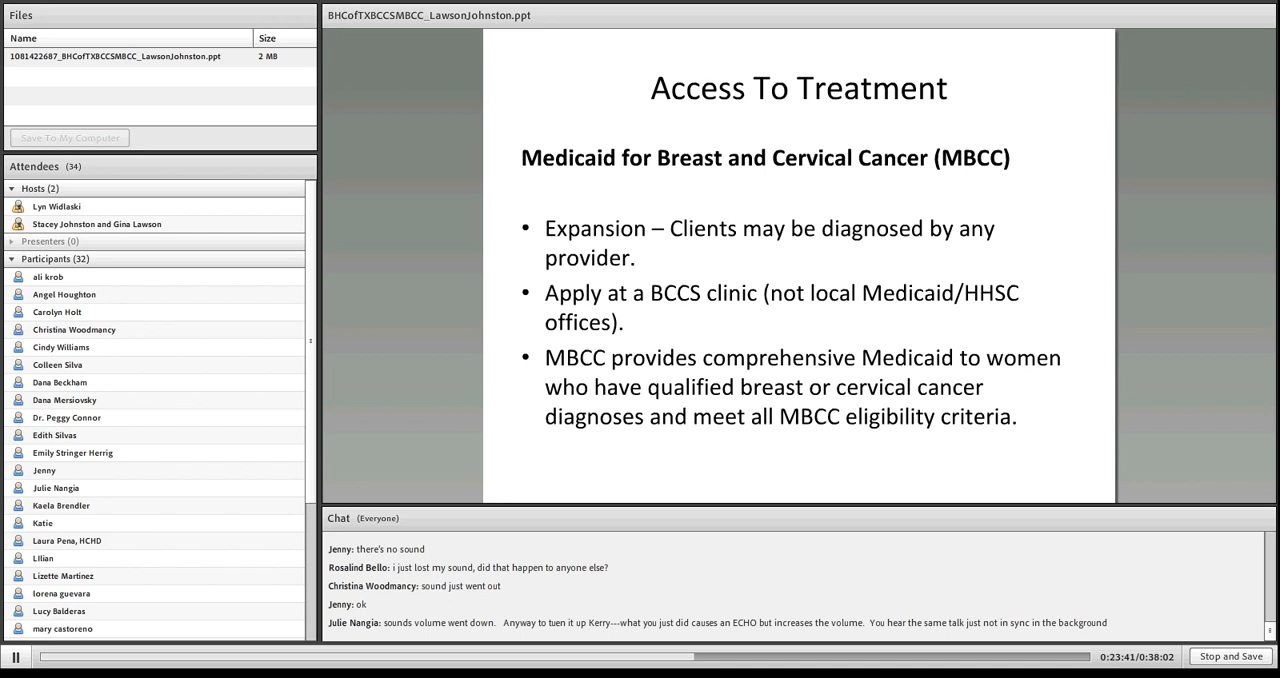 Files
Name Size
1081422687_BHCofTXBCCSMBCC_LawsonJohnston.ppt 2 MB
Save To My Computer
Attendees (34)
Hosts (2)
Lyn Widlaski
Stacey Johnston and Gina Lawson
Presenters (0)
Participants (32)
ali krob
Angel Houghton
Carolyn Holt
Christina Woodmancy
Cindy Williams
Colleen Silva
Dana Beckham
Dana Mersiovsky
Dr. Peggy Connor
Edith Silvas
Emily Stringer Herrig
Jenny
Julie Nangia
Kaela Brendler
Katie
Laura Pena, HCHD
LIlian
Lizette Martinez
lorena guevara
Lucy Balderas
mary castoreno
BHCofTXBCCSMBCC_LawsonJohnston.ppt
Access To Treatment
Medicaid for Breast and Cervical Cancer (MBCC)
• Expansion – Clients may be diagnosed by any
provider.
• Apply at a BCCS clinic (not local Medicaid/HHSC
offices).
• MBCC provides comprehensive Medicaid to women
who have qualified breast or cervical cancer
diagnoses and meet all MBCC eligibility criteria.
Chat (Everyone)
Jenny: there's no sound
Rosalind Bello: i just lost my sound, did that happen to anyone else?
Christina Woodmancy: sound just went out
Jenny: ok
Julie Nangia: sounds volume went down. Anyway to tuen it up Kerry---what you just did causes an ECHO but increases the volume. You hear the same talk just not in sync in the background
0:23:41/0:38:02 Stop and Save